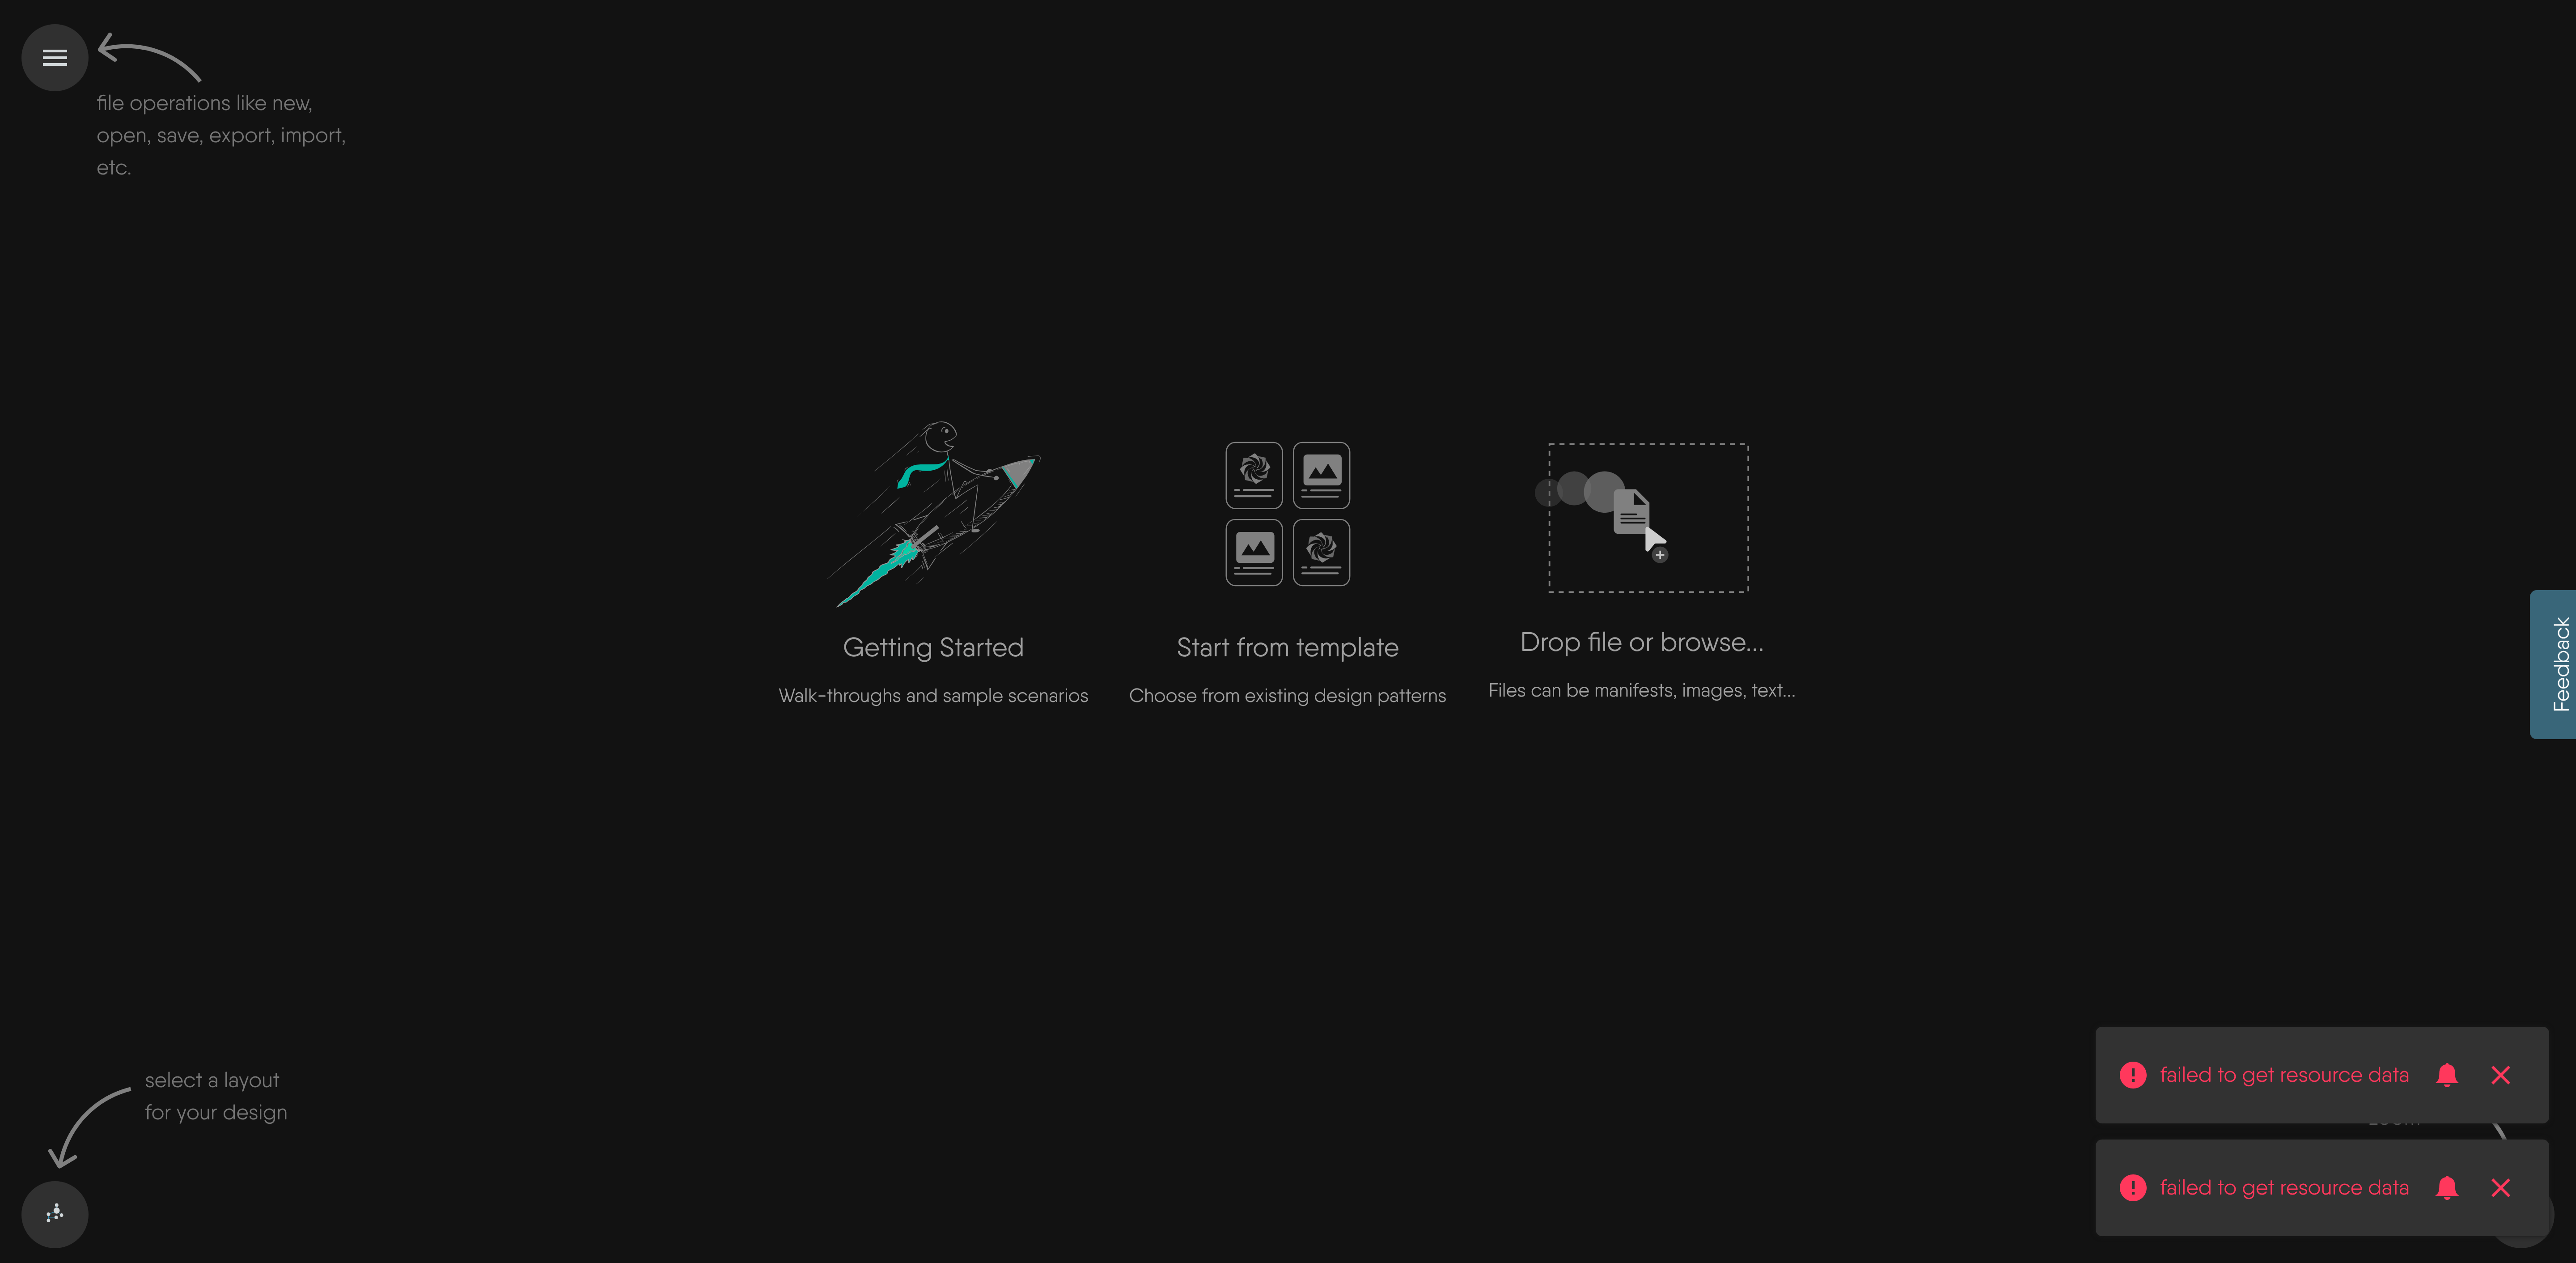 file operations like new,
open, save, export, import,
etc.
Getting Started
Walk-throughs and sample scenarios
Start from template
Choose from existing design patterns
Drop file or browse...
Files can be manifests, images, text...
Feedback
select a layout
for your design
failed to get resource data
failed to get resource data